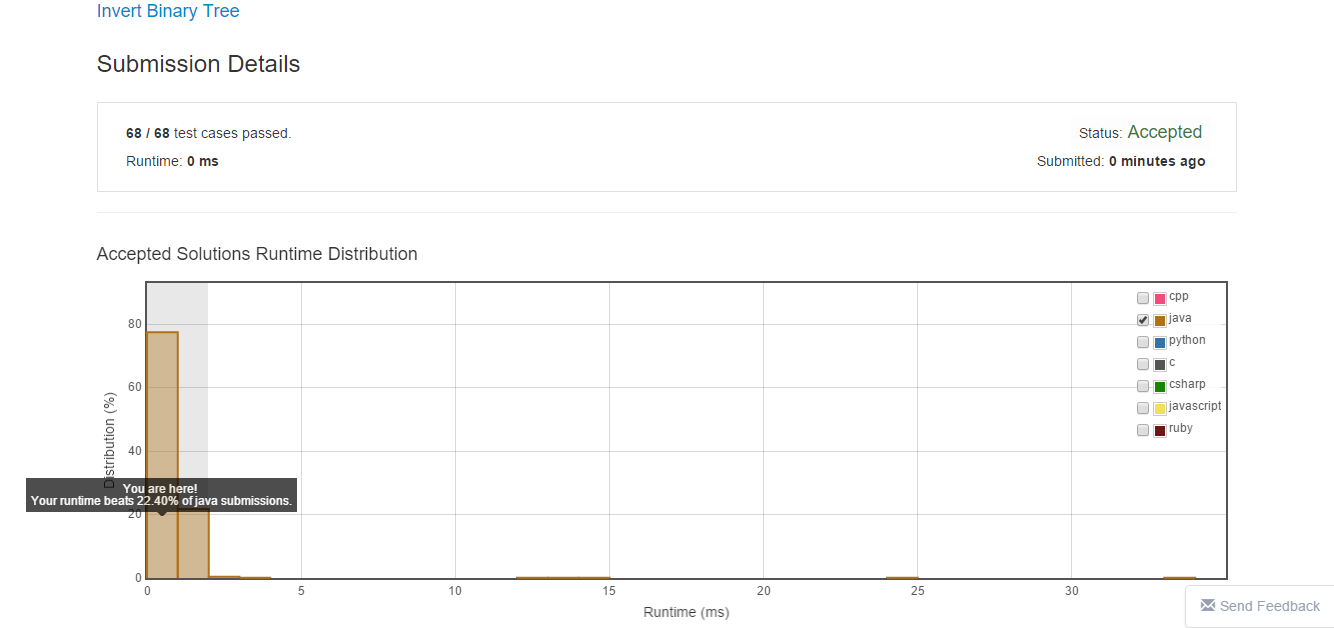 Invert Binary Tree
Submission Details
68 / 68 test cases passed.
Status: Accepted
Runtime: 0 ms
Submitted: 0 minutes ago
Accepted Solutions Runtime Distribution
cpp
java
python
c
csharp
javascript
ruby
Distribution (%)
80
60
40
20
0
You are here!
Your runtime beats 22.40% of java submissions.
0
5
10
15
20
25
30
Runtime (ms)
Send Feedback